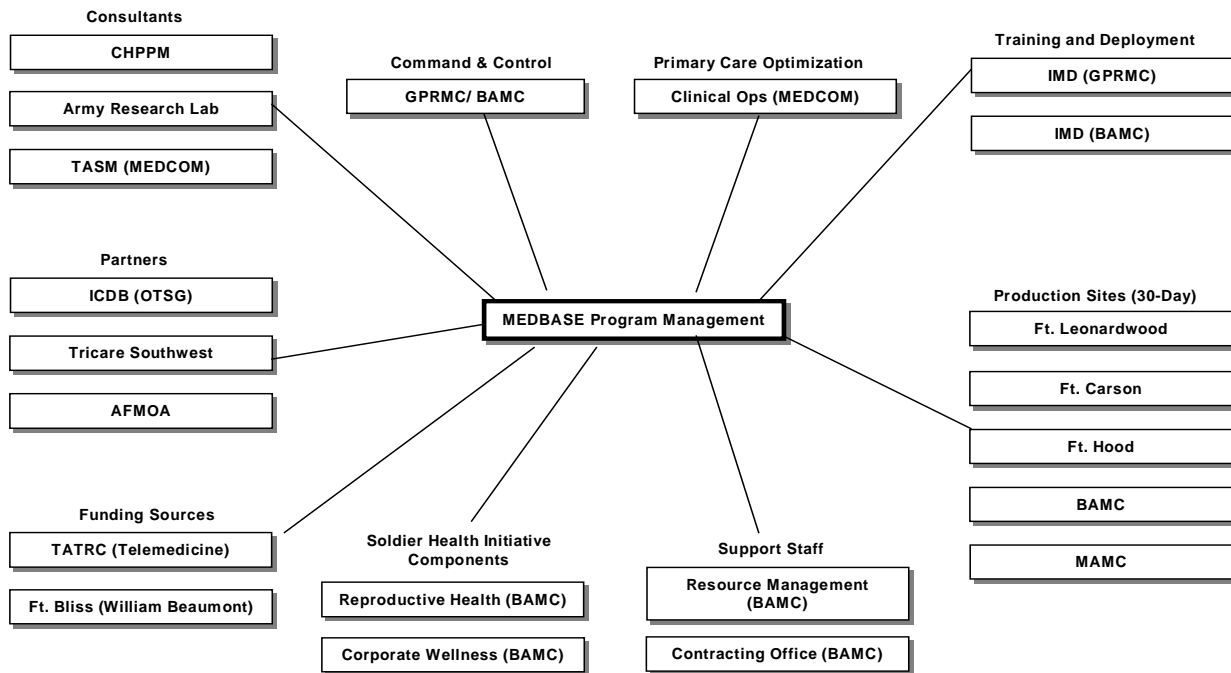 Consultants
CHPPM
Army Research Lab
TASM (MEDCOM)
Command & Control
GPRMC/ BAMC
Primary Care Optimization
Clinical Ops (MEDCOM)
Training and Deployment
IMD (GPRMC)
IMD (BAMC)
Partners
ICDB (OTSG)
Tricare Southwest
AFMOA
MEDBASE Program Management
Production Sites (30-Day)
Ft. Leonardwood
Ft. Carson
Ft. Hood
BAMC
MAMC
Funding Sources
TATRC (Telemedicine)
Ft. Bliss (William Beaumont)
Soldier Health Initiative
Components
Reproductive Health (BAMC)
Corporate Wellness (BAMC)
Support Staff
Resource Management
(BAMC)
Contracting Office (BAMC)